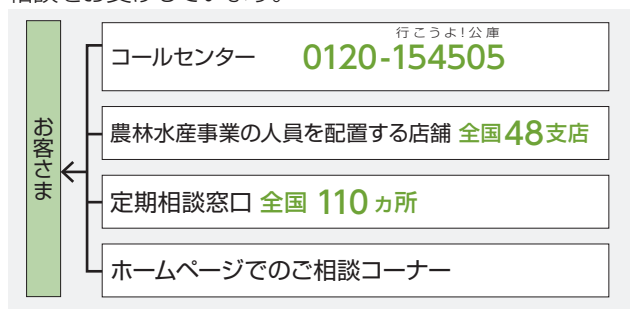 お客さま
行こうよ!公庫
コールセンター 0120-154505
農林水産事業の人員を配置する店舗 全国48支店
定期相談窓口 全国 110 ヵ所
ホームページでのご相談コーナー